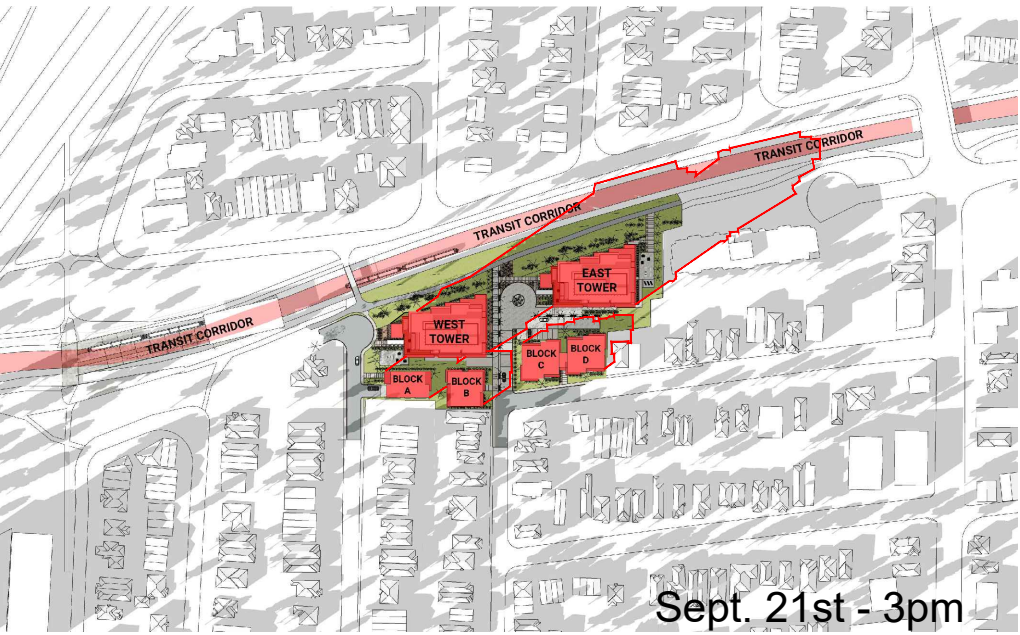 TRANSIT CORRIDOR
TRANSIT CORRIDOR
EAST
TOWER
WEST
TOWER
TRANSIT CORRIDOR
BLOCK
C
BLOCK
D
BLOCK
A
BLOCK
B
Sept. 21st - 3pm